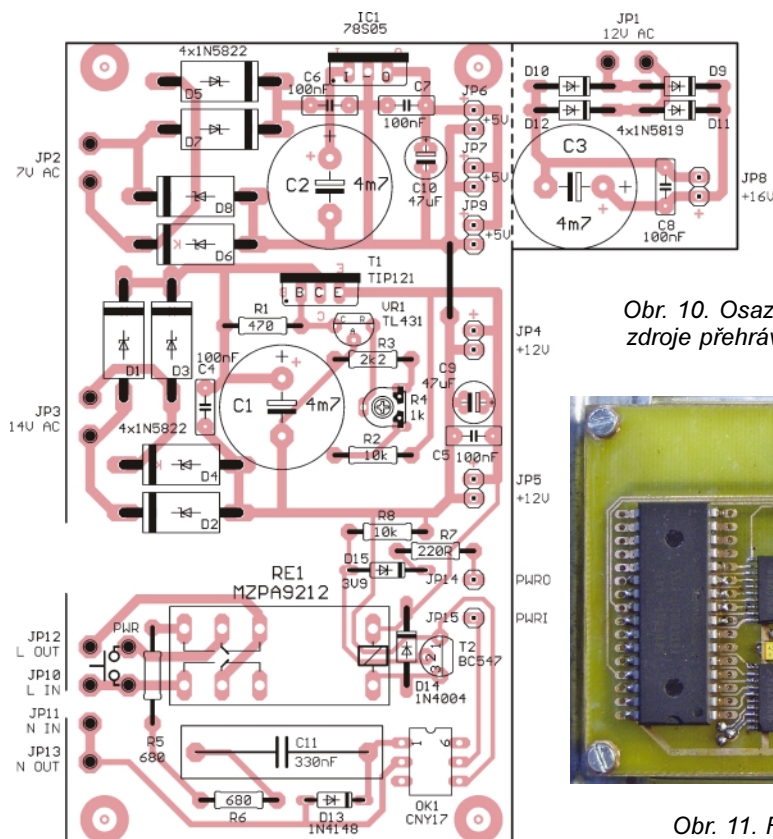 IC1
78S05
JP1
12V AC
4x1N5822
D5
D7
C6
100nF
I - O
C7
100nF
JP6
+5V
JP7
+5V
JP9
+5V
D10
D9
D12
D11
4x1N5819
C3
4m7
C8
100nF
JP8
+16V
JP2
7V AC
C2
4m7
C10
47uF
D8
D6
K
T1
TIP121
E
B C E
B
C
R1
470
VR1
TL431
C R
A
R3
2k2
JP4
+12V
Obr. 10. Osaz
zdroje přehráv
D1
D3
100nF
C4
C1
4m7
R4
1k
C9
47uF
JP3
14V AC
4x1N5822
R2
10k
C5
100nF
K
D4
D2
JP5
+12V
R8
10k
R7
220R
D15
3V9
JP14
PWRO
RE1
MZPA9212
JP15
PWRI
JP12
L OUT
PWR
T2
BC547
3 2 1
JP10
L IN
D14
1N4004
JP11
N IN
JP13
N OUT
R5
680
C11
330nF
1 6
680
R6
D13
1N4148
OK1
CNY17
Obr. 11. F